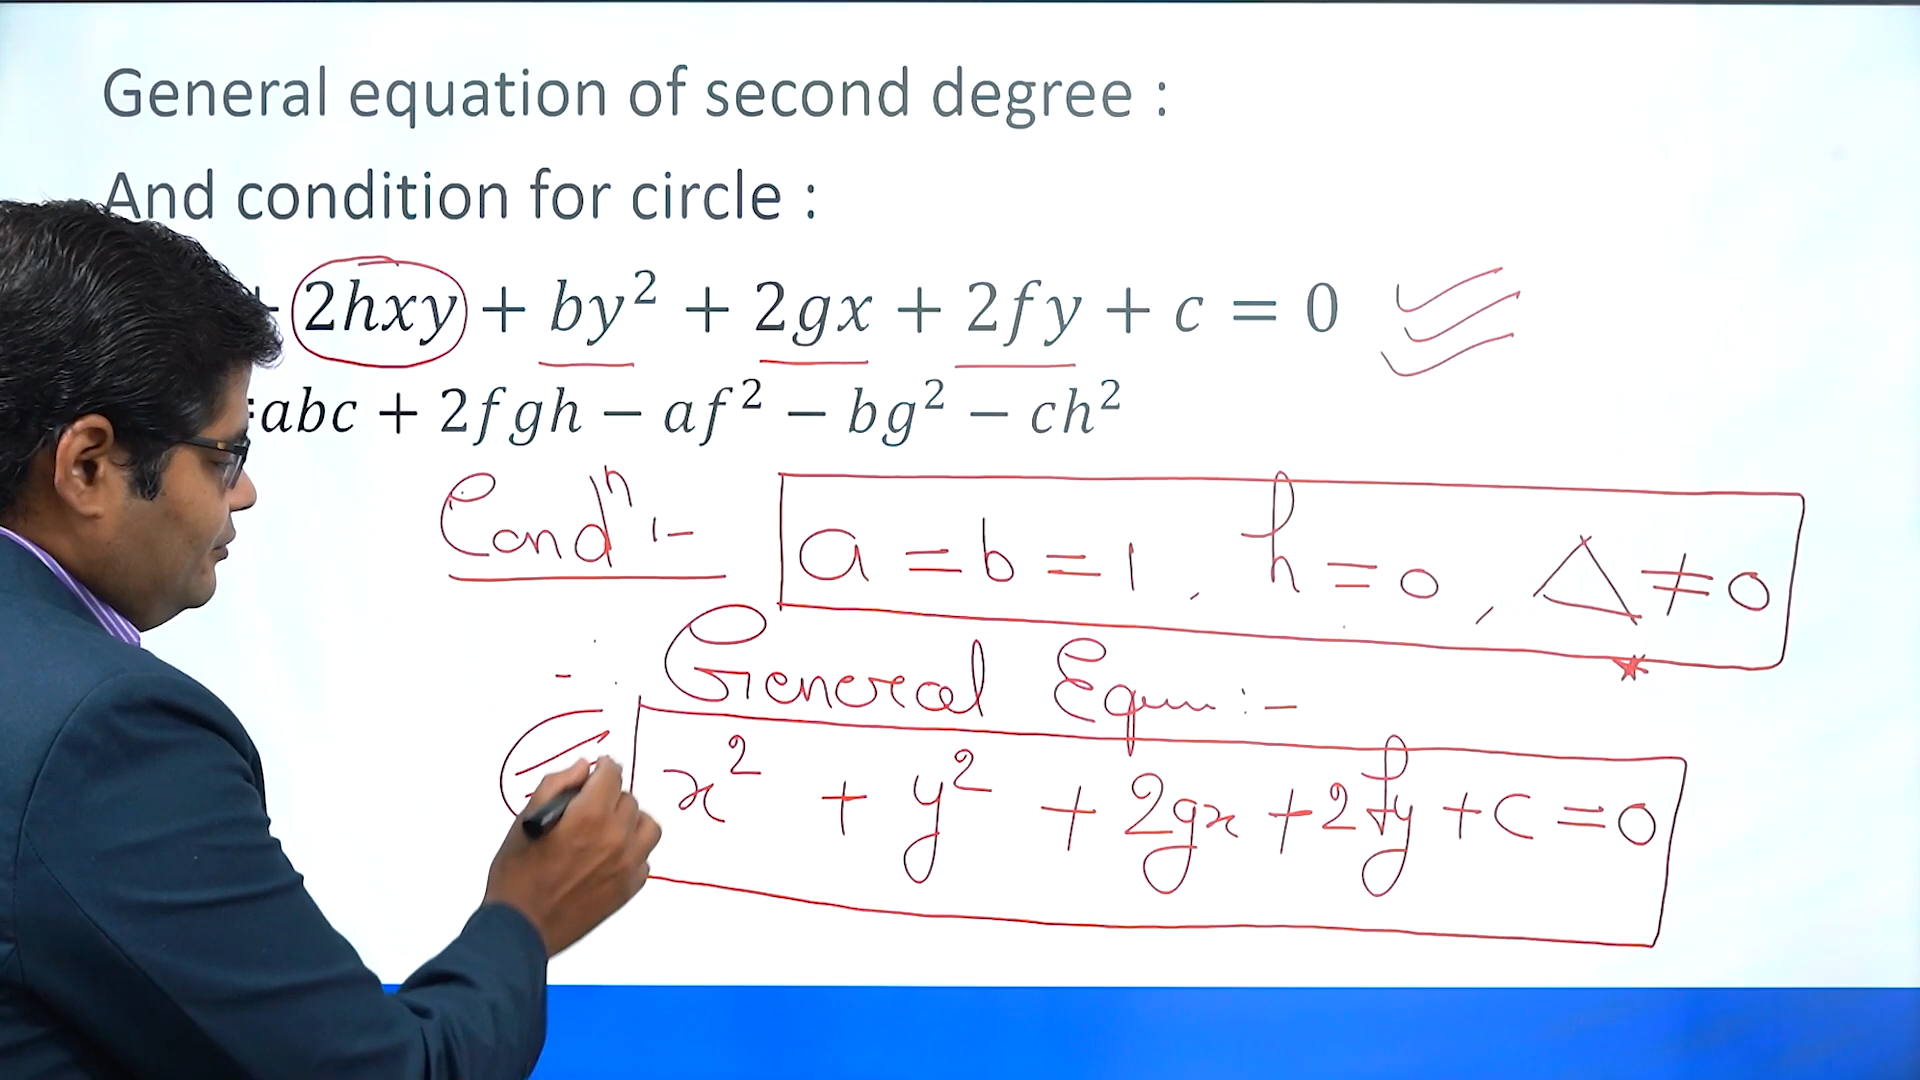 General equation of second degree :
And condition for circle :
+ 2hxy + by² + 2gx + 2fy + c = 0
=abc + 2fgh − af² − bg² − ch²
Condⁿ :- a = b = 1 , h = 0 , Δ ≠ 0
∴ General Equn :-
x² + y² + 2gx + 2fy + c = 0